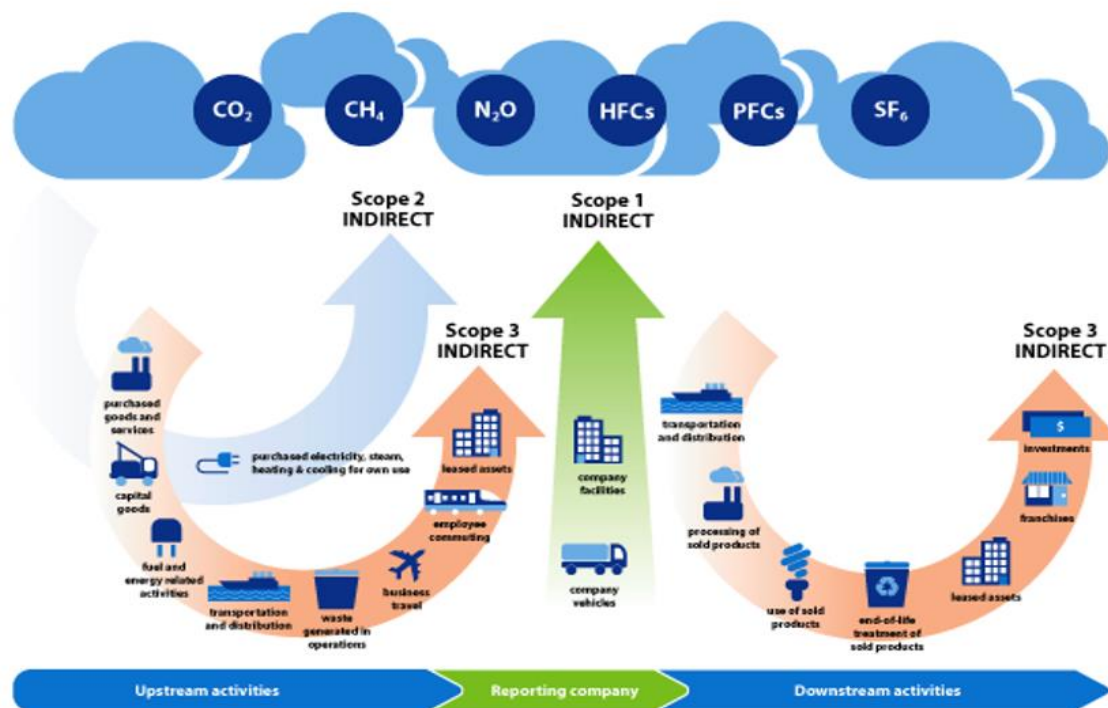 CO₂
CH₄
N₂O
HFCs
PFCs
SF₆
Scope 2
INDIRECT
Scope 1
INDIRECT
Scope 3
INDIRECT
Scope 3
INDIRECT
purchased
goods and
services
capital
goods
fuel and
energy related
activities
purchased electricity, steam,
heating & cooling for own use
transportation
and distribution
waste
generated in
operations
business
travel
employee
commuting
leased assets
company
facilities
company
vehicles
transportation
and distribution
processing of
sold products
use of sold
products
end-of-life
treatment of
sold products
leased assets
franchises
$
investments
Upstream activities
Reporting company
Downstream activities